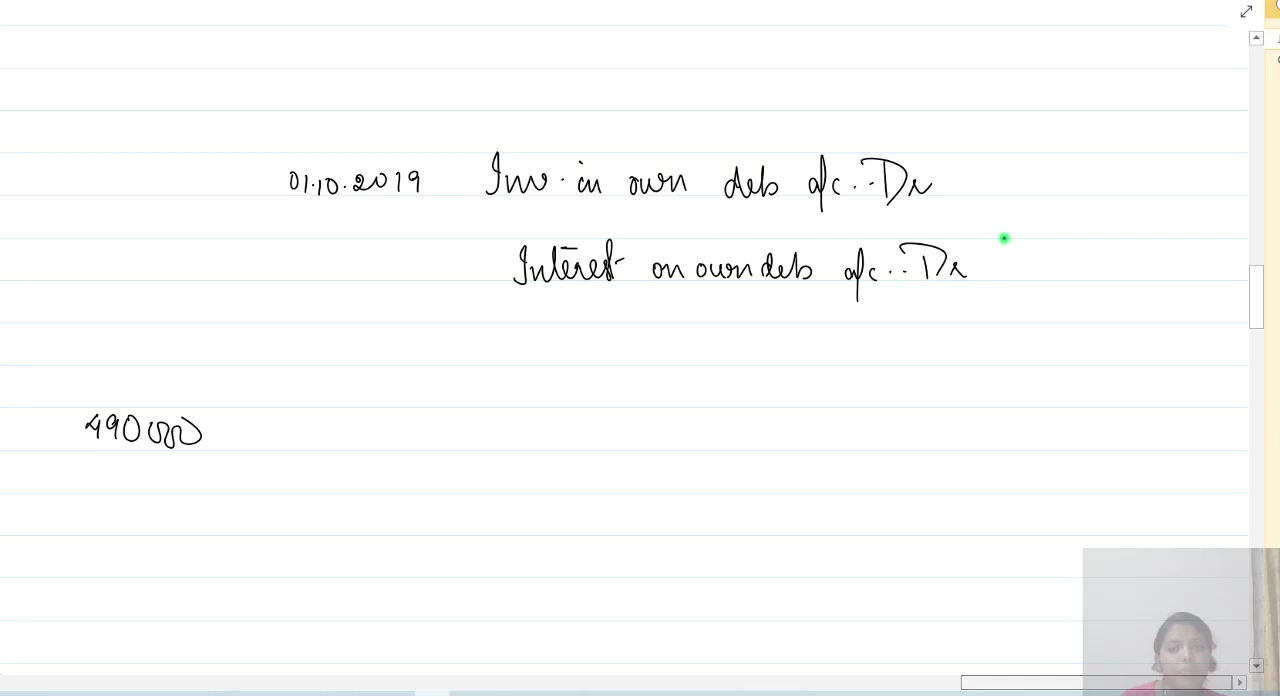 01.10.2019 Inv. in own deb a/c...Dr
Interest on own deb a/c...Dr
490000